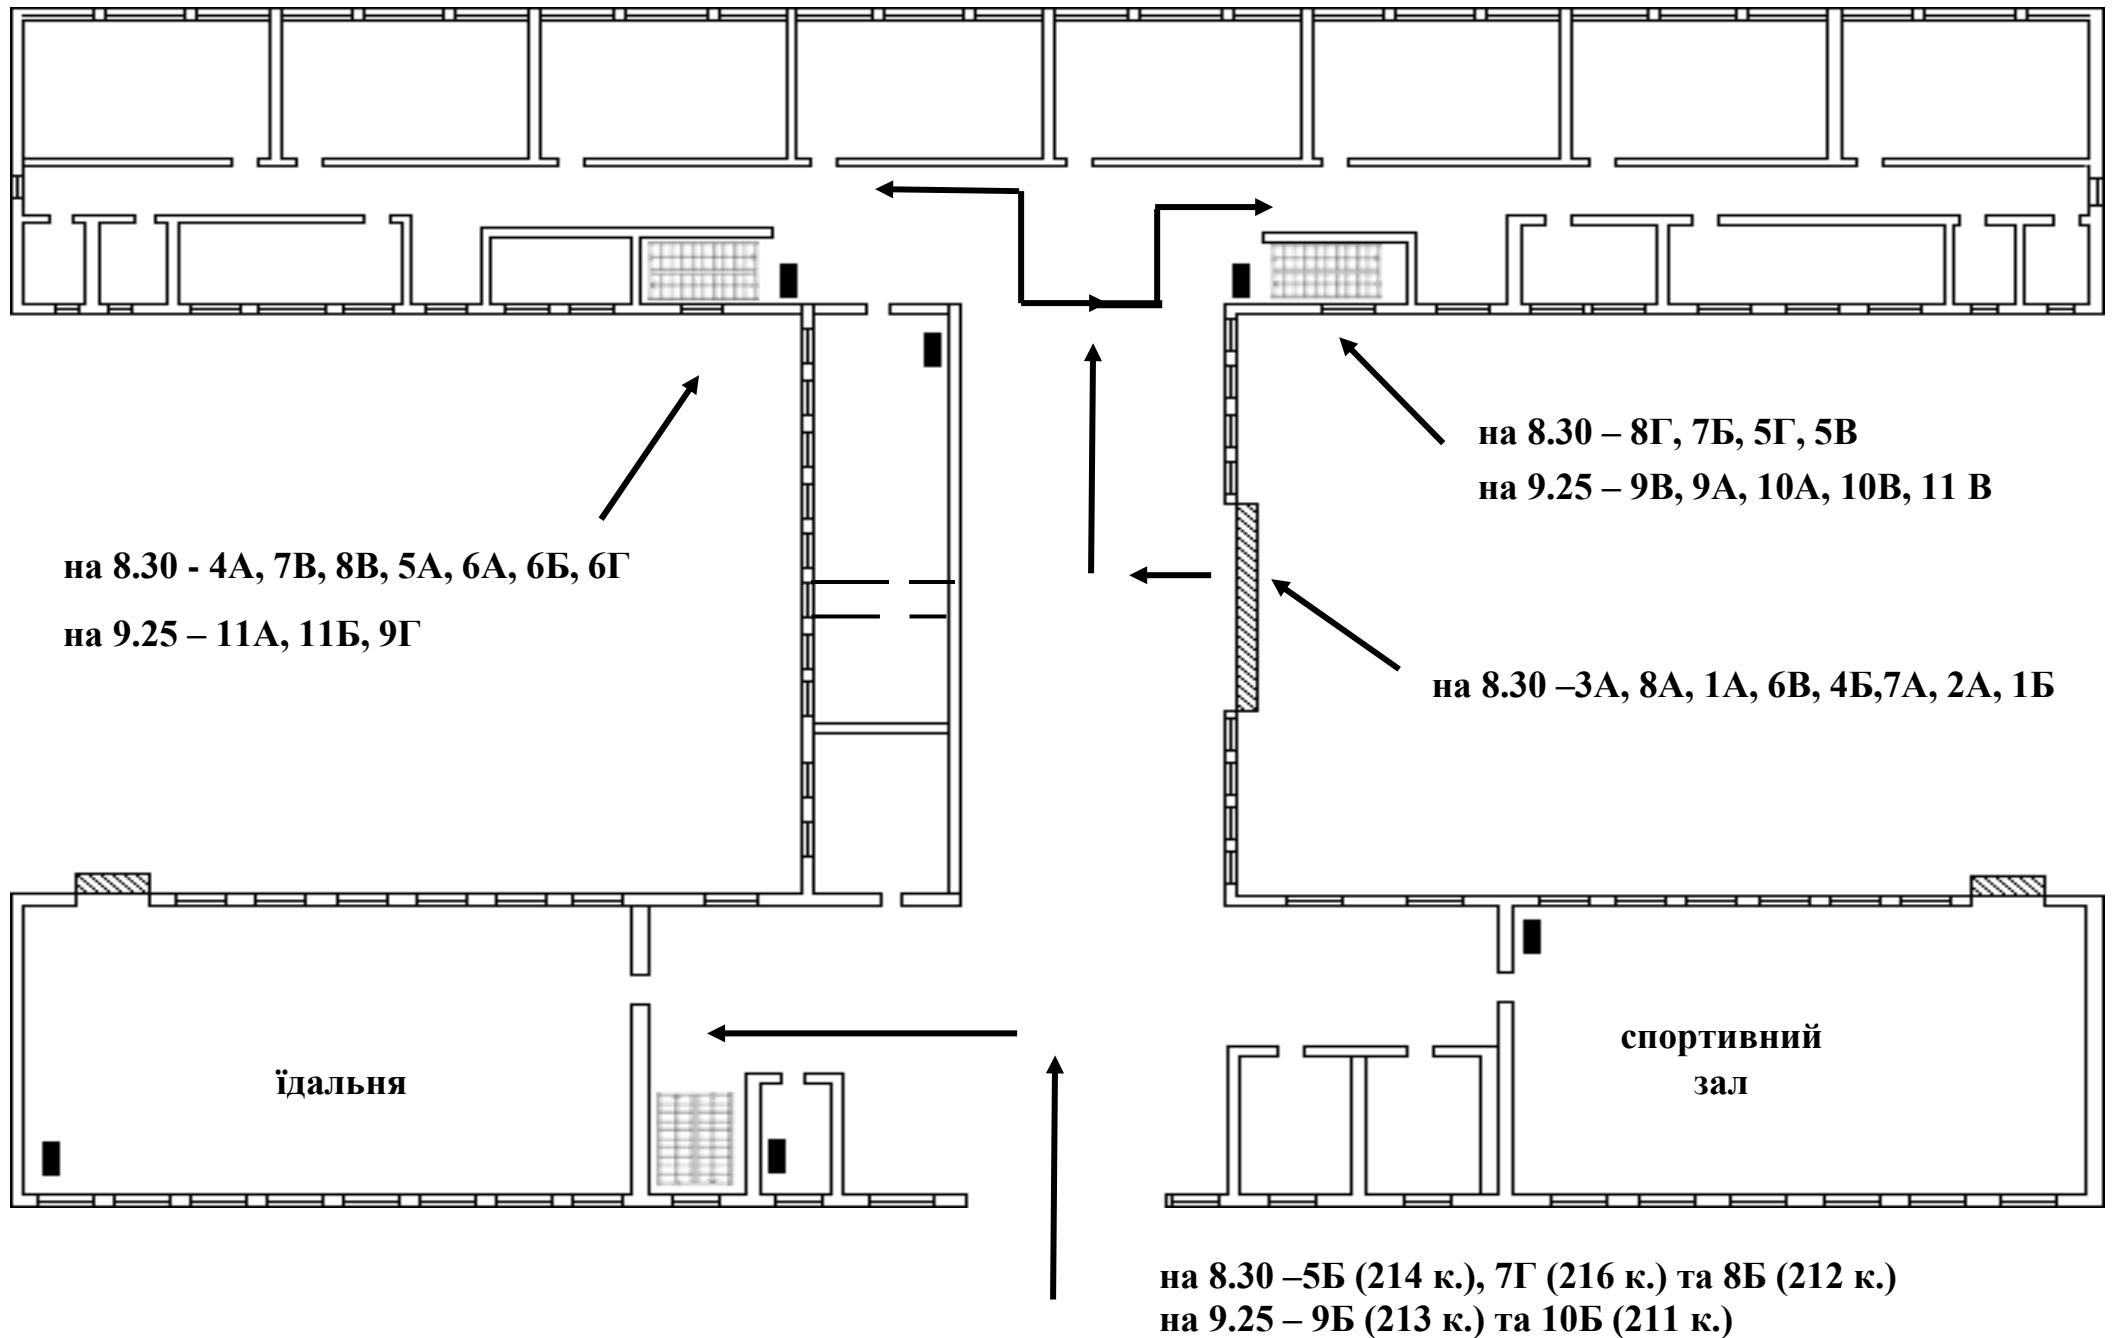 на 8.30 – 8Г, 7Б, 5Г, 5В
на 9.25 – 9В, 9А, 10А, 10В, 11 В
на 8.30 - 4А, 7В, 8В, 5А, 6А, 6Б, 6Г
на 9.25 – 11А, 11Б, 9Г
на 8.30 –3А, 8А, 1А, 6В, 4Б,7А, 2А, 1Б
їдальня
спортивний
зал
на 8.30 –5Б (214 к.), 7Г (216 к.) та 8Б (212 к.)
на 9.25 – 9Б (213 к.) та 10Б (211 к.)